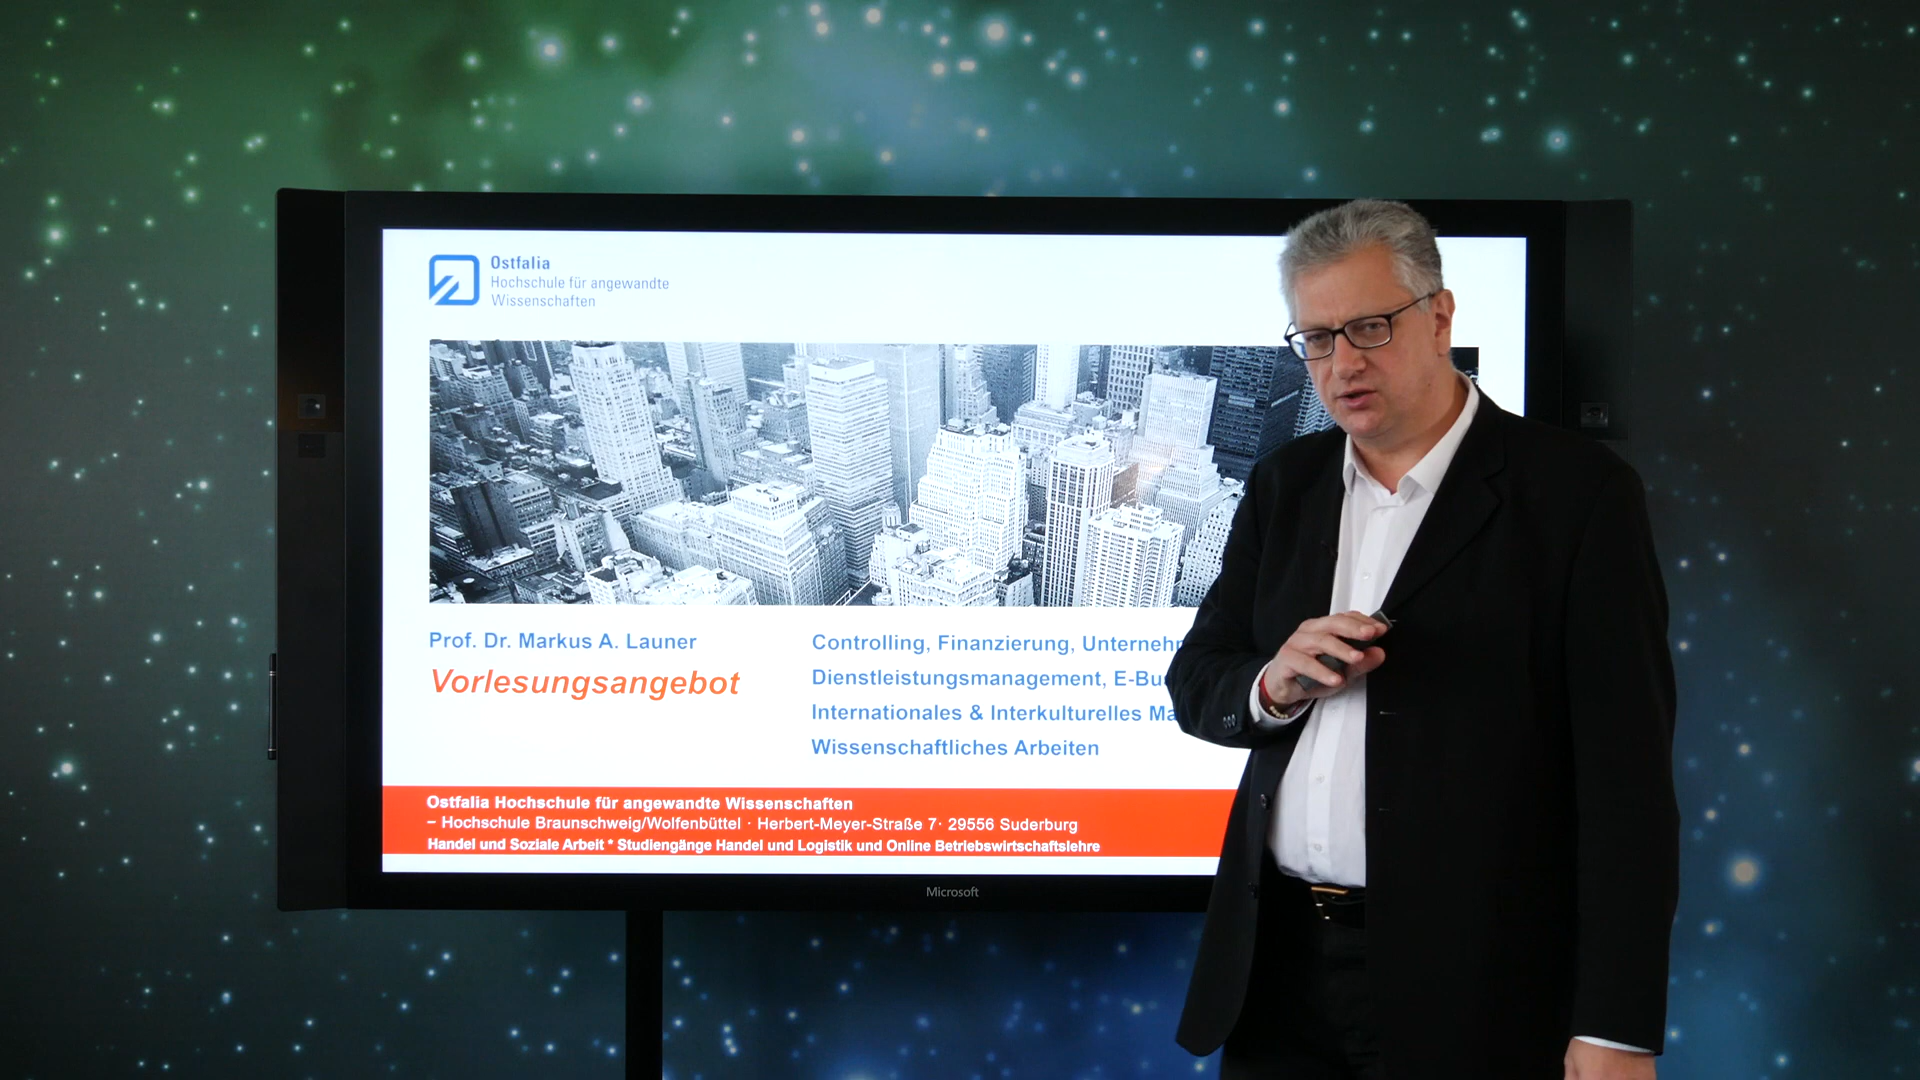 Ostfalia
Hochschule für angewandte
Wissenschaften
Prof. Dr. Markus A. Launer
Vorlesungsangebot
Controlling, Finanzierung,
Dienstleistungsmanagement,
Internationales & Interkulturelles
Wissenschaftliches Arbeiten
Ostfalia Hochschule für angewandte Wissenschaften
– Hochschule Braunschweig/Wolfenbüttel · Herbert-Meyer-Straße 7· 29556 Suderburg
Handel und Soziale Arbeit * Studiengänge Handel und Logistik und Online Betriebswirtschaftslehre
Microsoft